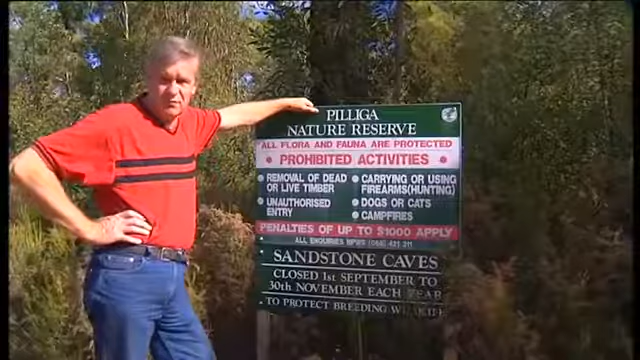 PILLIGA
NATURE RESERVE
ALL FLORA AND FAUNA ARE PROTECTED
• PROHIBITED ACTIVITIES •
• REMOVAL OF DEAD OR LIVE TIMBER
• UNAUTHORISED ENTRY
• CARRYING OR USING FIREARMS (OR HUNTING)
• DOGS OR CATS
• CAMPFIRES
PENALTIES OF UP TO $1000 APPLY
ALL ENQUIRIES NPWS
SANDSTONE CAVES
CLOSED 1st SEPTEMBER TO
30th NOVEMBER EACH YEAR
TO PROTECT BREEDING WILDLIFE